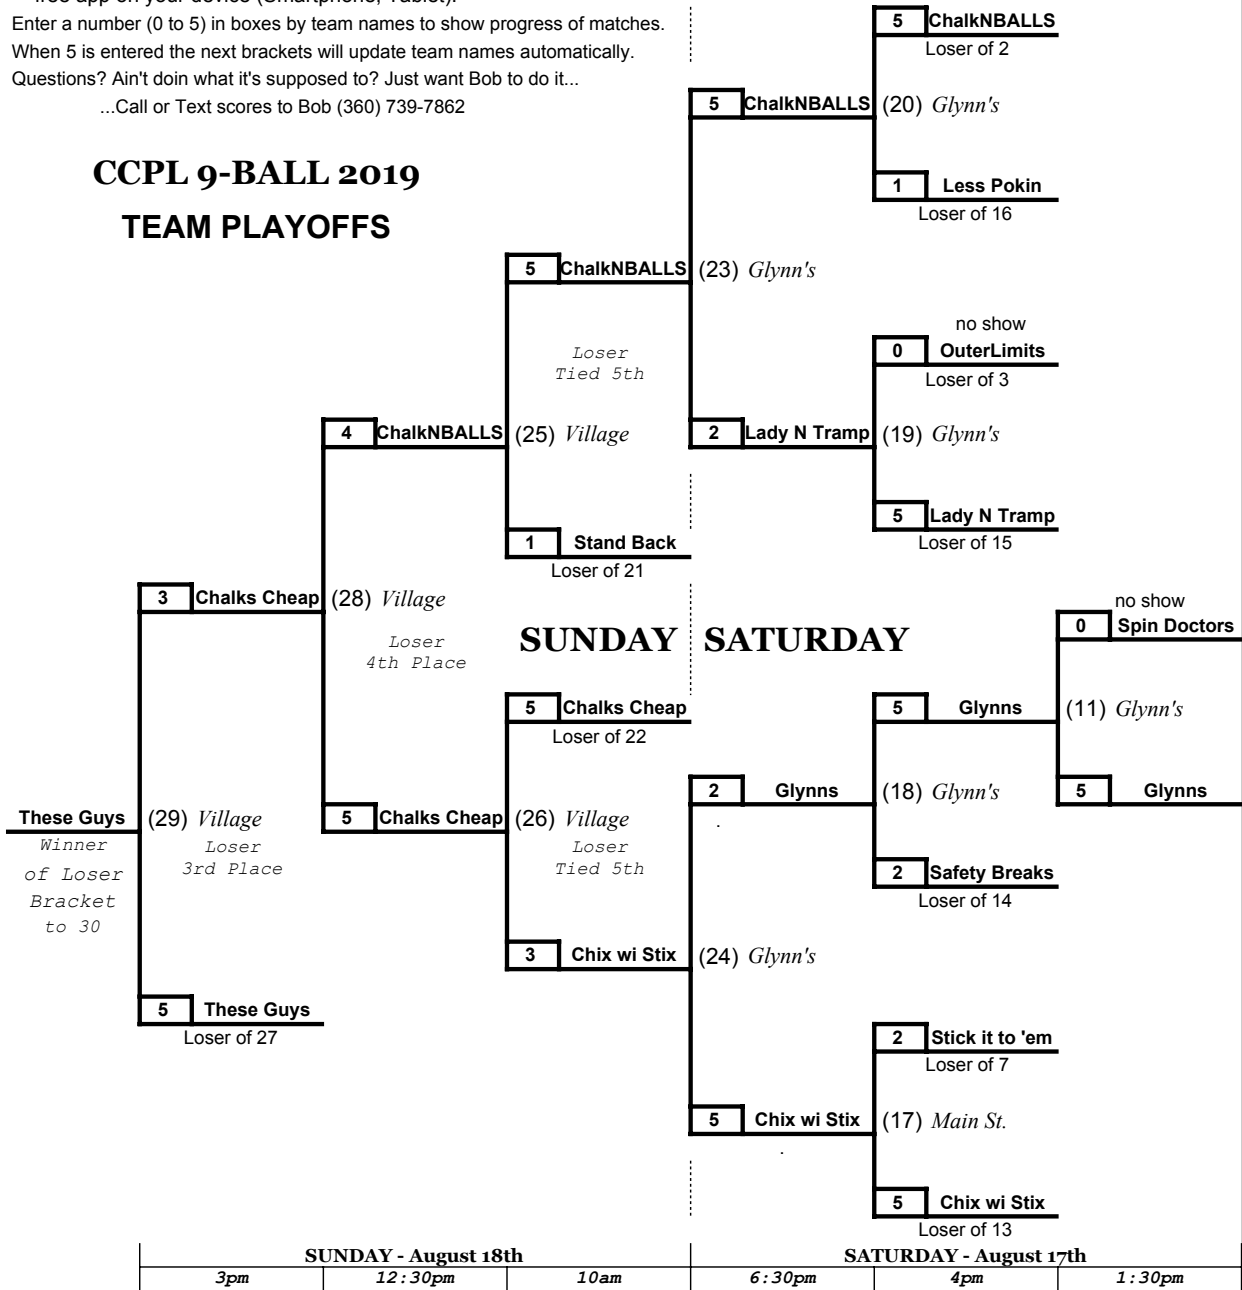 free app on your device (Smartphone, Tablet).
Enter a number (0 to 5) in boxes by team names to show progress of matches.
When 5 is entered the next brackets will update team names automatically.
Questions? Ain't doin what it's supposed to? Just want Bob to do it...
...Call or Text scores to Bob (360) 739-7862
CCPL 9-BALL 2019
TEAM PLAYOFFS
5 ChalkNBALLS
Loser of 2
5 ChalkNBALLS
(20) Glynn's
1 Less Pokin
Loser of 16
5 ChalkNBALLS
(23) Glynn's
no show
0 OuterLimits
Loser of 3
Loser
Tied 5th
4 ChalkNBALLS
(25) Village
2 Lady N Tramp
(19) Glynn's
5 Lady N Tramp
Loser of 15
1 Stand Back
Loser of 21
3 Chalks Cheap
(28) Village
Loser
4th Place
SUNDAY
SATURDAY
no show
0 Spin Doctors
5 Chalks Cheap
Loser of 22
5 Glynns
(11) Glynn's
2 Glynns
(18) Glynn's
5 Glynns
These Guys
Winner
of Loser
Bracket
to 30
(29) Village
Loser
3rd Place
5 Chalks Cheap
(26) Village
Loser
Tied 5th
2 Safety Breaks
Loser of 14
3 Chix wi Stix
(24) Glynn's
5 These Guys
Loser of 27
2 Stick it to 'em
Loser of 7
5 Chix wi Stix
(17) Main St.
5 Chix wi Stix
Loser of 13
SUNDAY - August 18th
SATURDAY - August 17th
3pm
12:30pm
10am
6:30pm
4pm
1:30pm